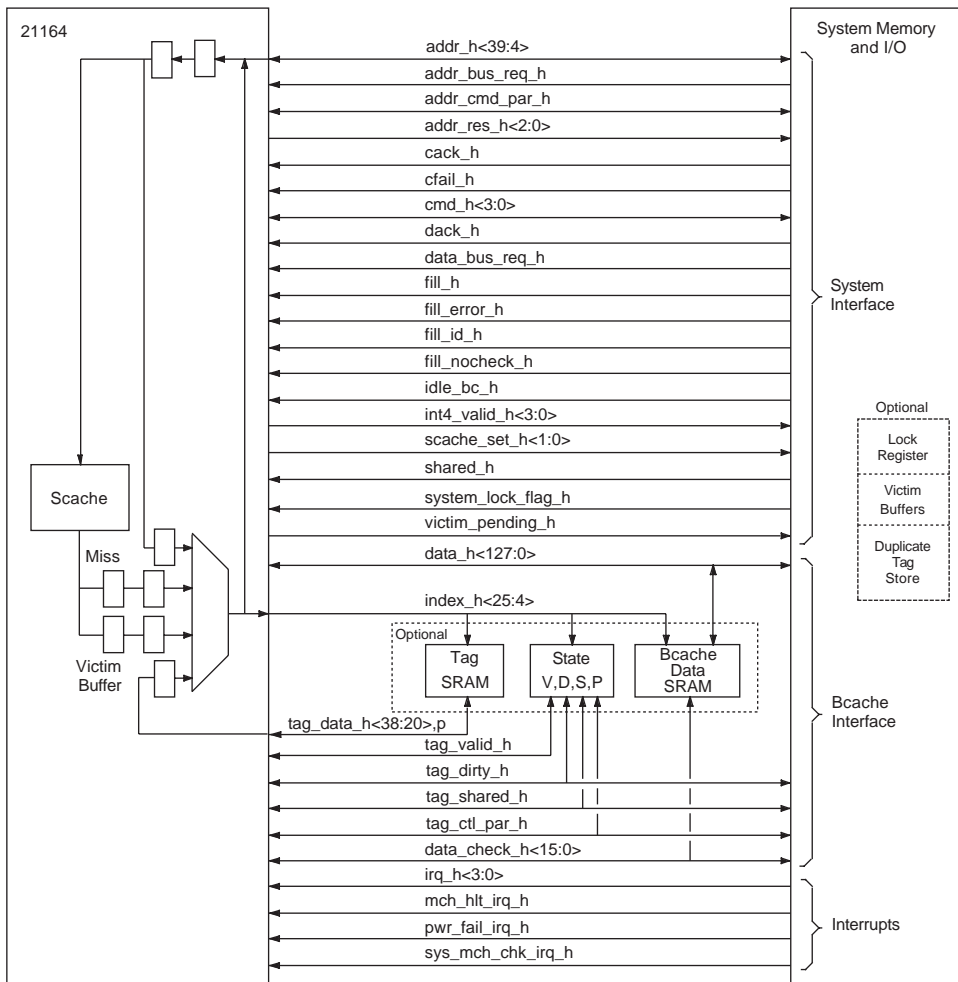 21164
System Memory
and I/O
addr_h<39:4>
addr_bus_req_h
addr_cmd_par_h
addr_res_h<2:0>
cack_h
cfail_h
cmd_h<3:0>
dack_h
data_bus_req_h
fill_h
System
Interface
fill_error_h
fill_id_h
fill_nocheck_h
idle_bc_h
int4_valid_h<3:0>
scache_set_h<1:0>
shared_h
system_lock_flag_h
victim_pending_h
Optional
Lock
Register
Victim
Buffers
Duplicate
Tag
Store
Scache
Miss
Victim
Buffer
data_h<127:0>
index_h<25:4>
Optional
Tag
SRAM
State
V,D,S,P
Bcache
Data
SRAM
Bcache
Interface
tag_data_h<38:20>,p
tag_valid_h
tag_dirty_h
tag_shared_h
tag_ctl_par_h
data_check_h<15:0>
irq_h<3:0>
mch_hlt_irq_h
pwr_fail_irq_h
sys_mch_chk_irq_h
Interrupts